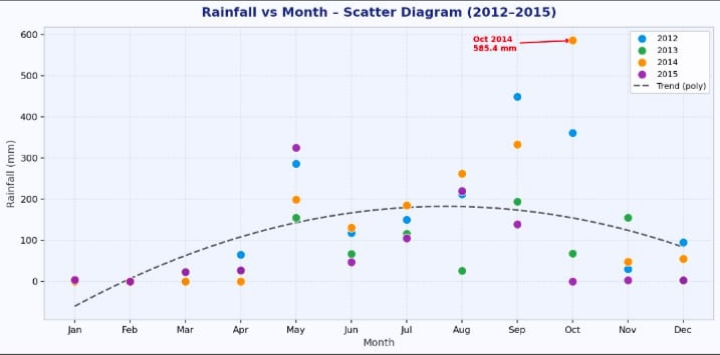 Rainfall vs Month – Scatter Diagram (2012–2015)
600
500
400
300
200
100
0
Rainfall (mm)
Oct 2014
585.4 mm
2012
2013
2014
2015
Trend (poly)
Jan Feb Mar Apr May Jun Jul Aug Sep Oct Nov Dec
Month